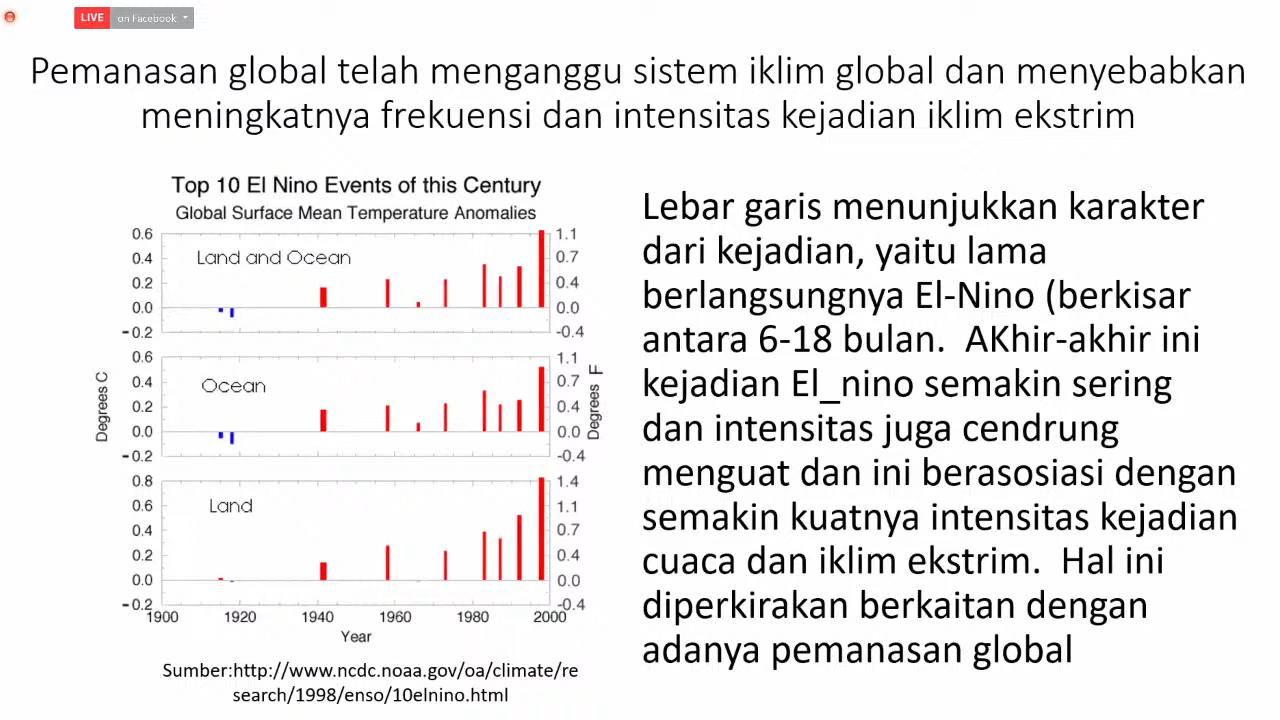 LIVE on Facebook
Pemanasan global telah menganggu sistem iklim global dan menyebabkan
meningkatnya frekuensi dan intensitas kejadian iklim ekstrim
Top 10 El Nino Events of this Century
Global Surface Mean Temperature Anomalies
Land and Ocean
0.6
0.4
0.2
0.0
-0.2
1.1
0.7
0.4
0.0
-0.4
Degrees C
Ocean
0.6
0.4
0.2
0.0
-0.2
1.1
0.7
0.4
0.0
-0.4
Degrees F
Land
0.8
0.6
0.4
0.2
0.0
-0.2
1.4
1.1
0.7
0.4
0.0
-0.4
1900 1920 1940 1960 1980 2000
Year
Sumber:http://www.ncdc.noaa.gov/oa/climate/re
search/1998/enso/10elnino.html
Lebar garis menunjukkan karakter
dari kejadian, yaitu lama
berlangsungnya El-Nino (berkisar
antara 6-18 bulan.  AKhir-akhir ini
kejadian El_nino semakin sering
dan intensitas juga cendrung
menguat dan ini berasosiasi dengan
semakin kuatnya intensitas kejadian
cuaca dan iklim ekstrim.  Hal ini
diperkirakan berkaitan dengan
adanya pemanasan global